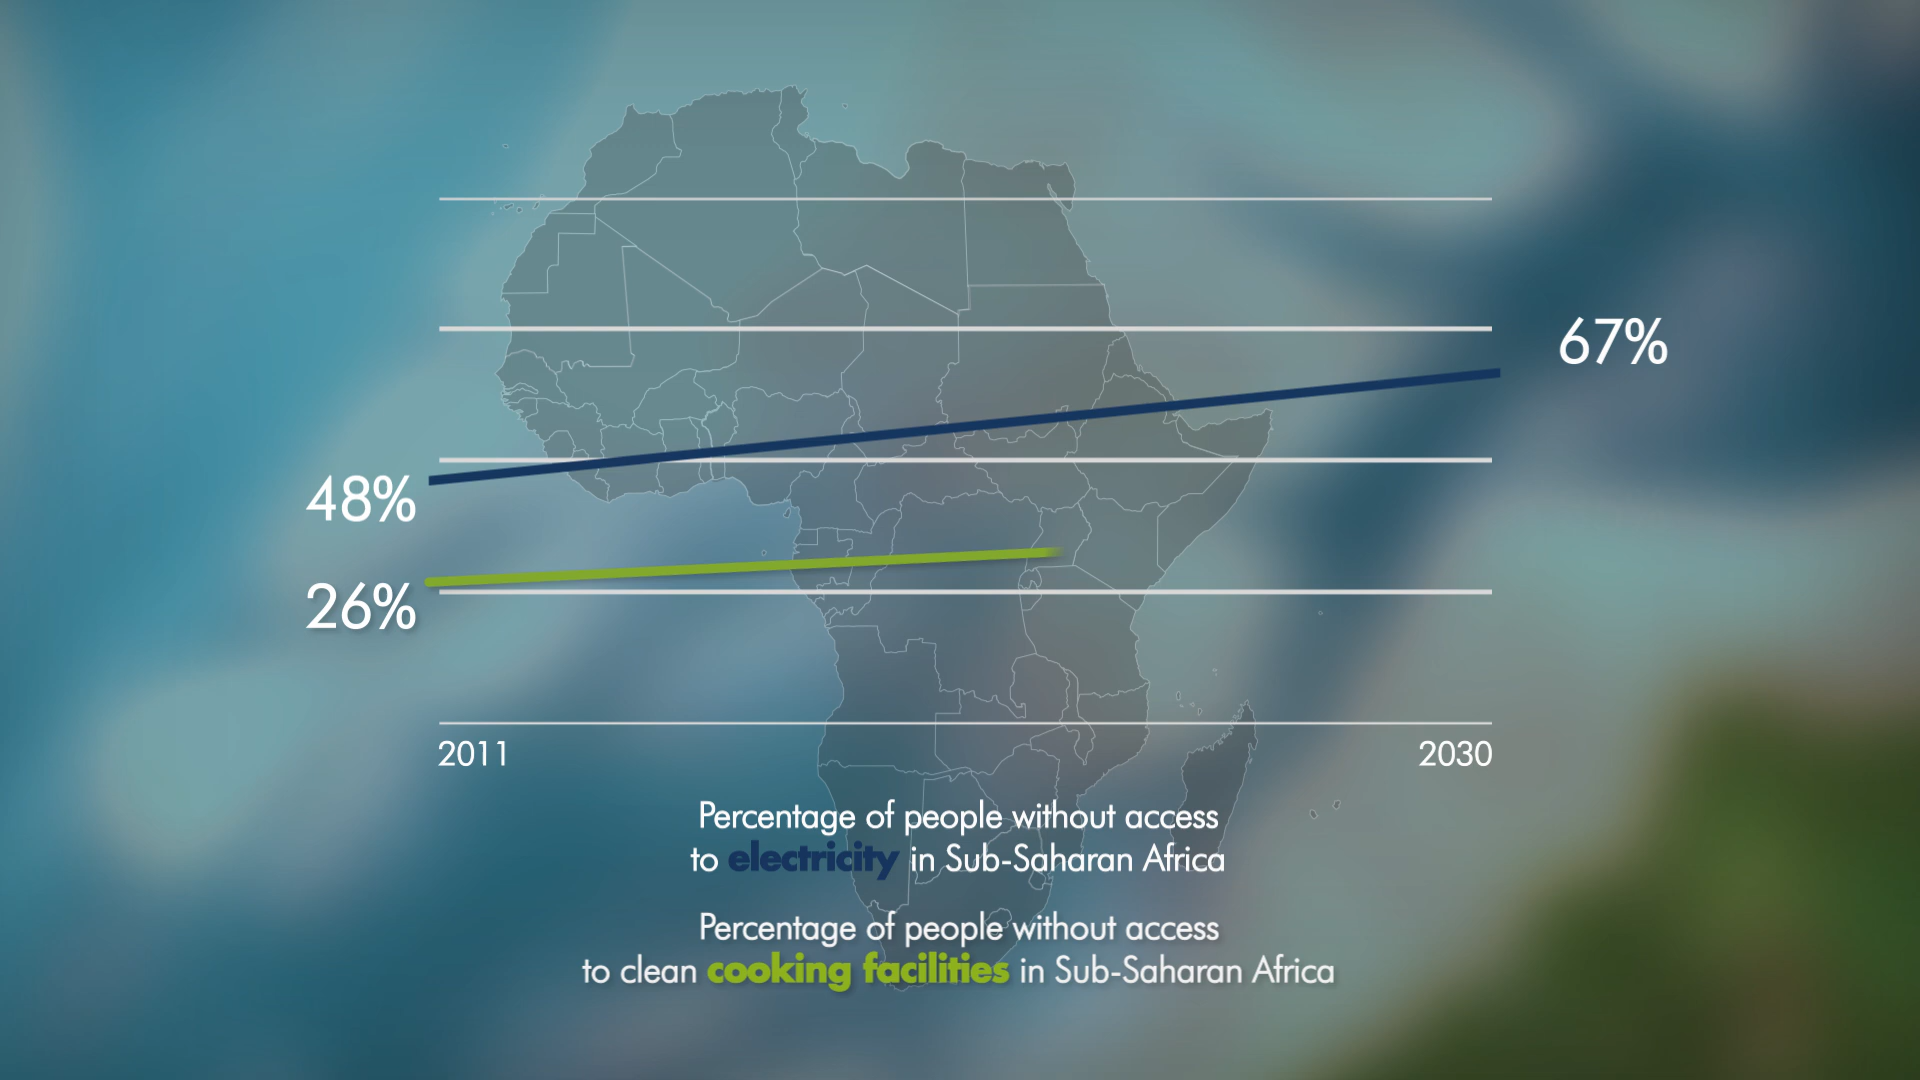 67%
48%
26%
2011
2030
Percentage of people without access
to electricity in Sub-Saharan Africa
Percentage of people without access
to clean cooking facilities in Sub-Saharan Africa